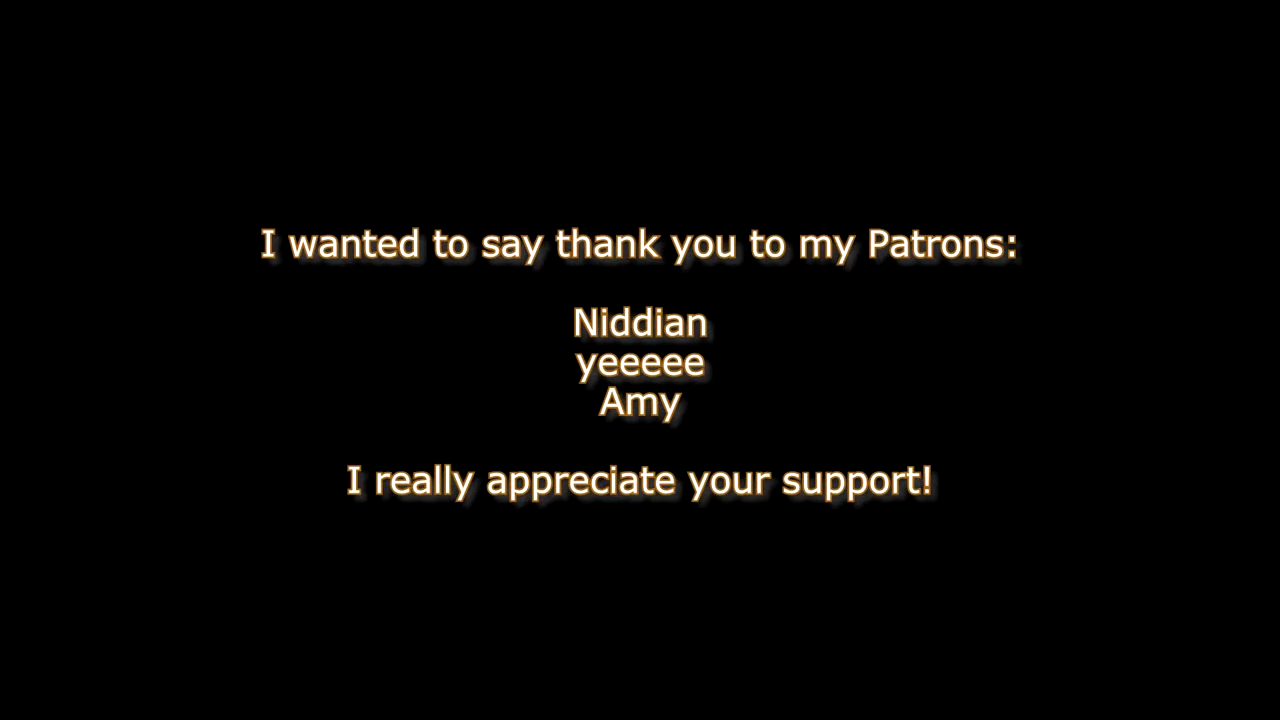 I wanted to say thank you to my Patrons:
Niddian
yeeeee
Amy
I really appreciate your support!